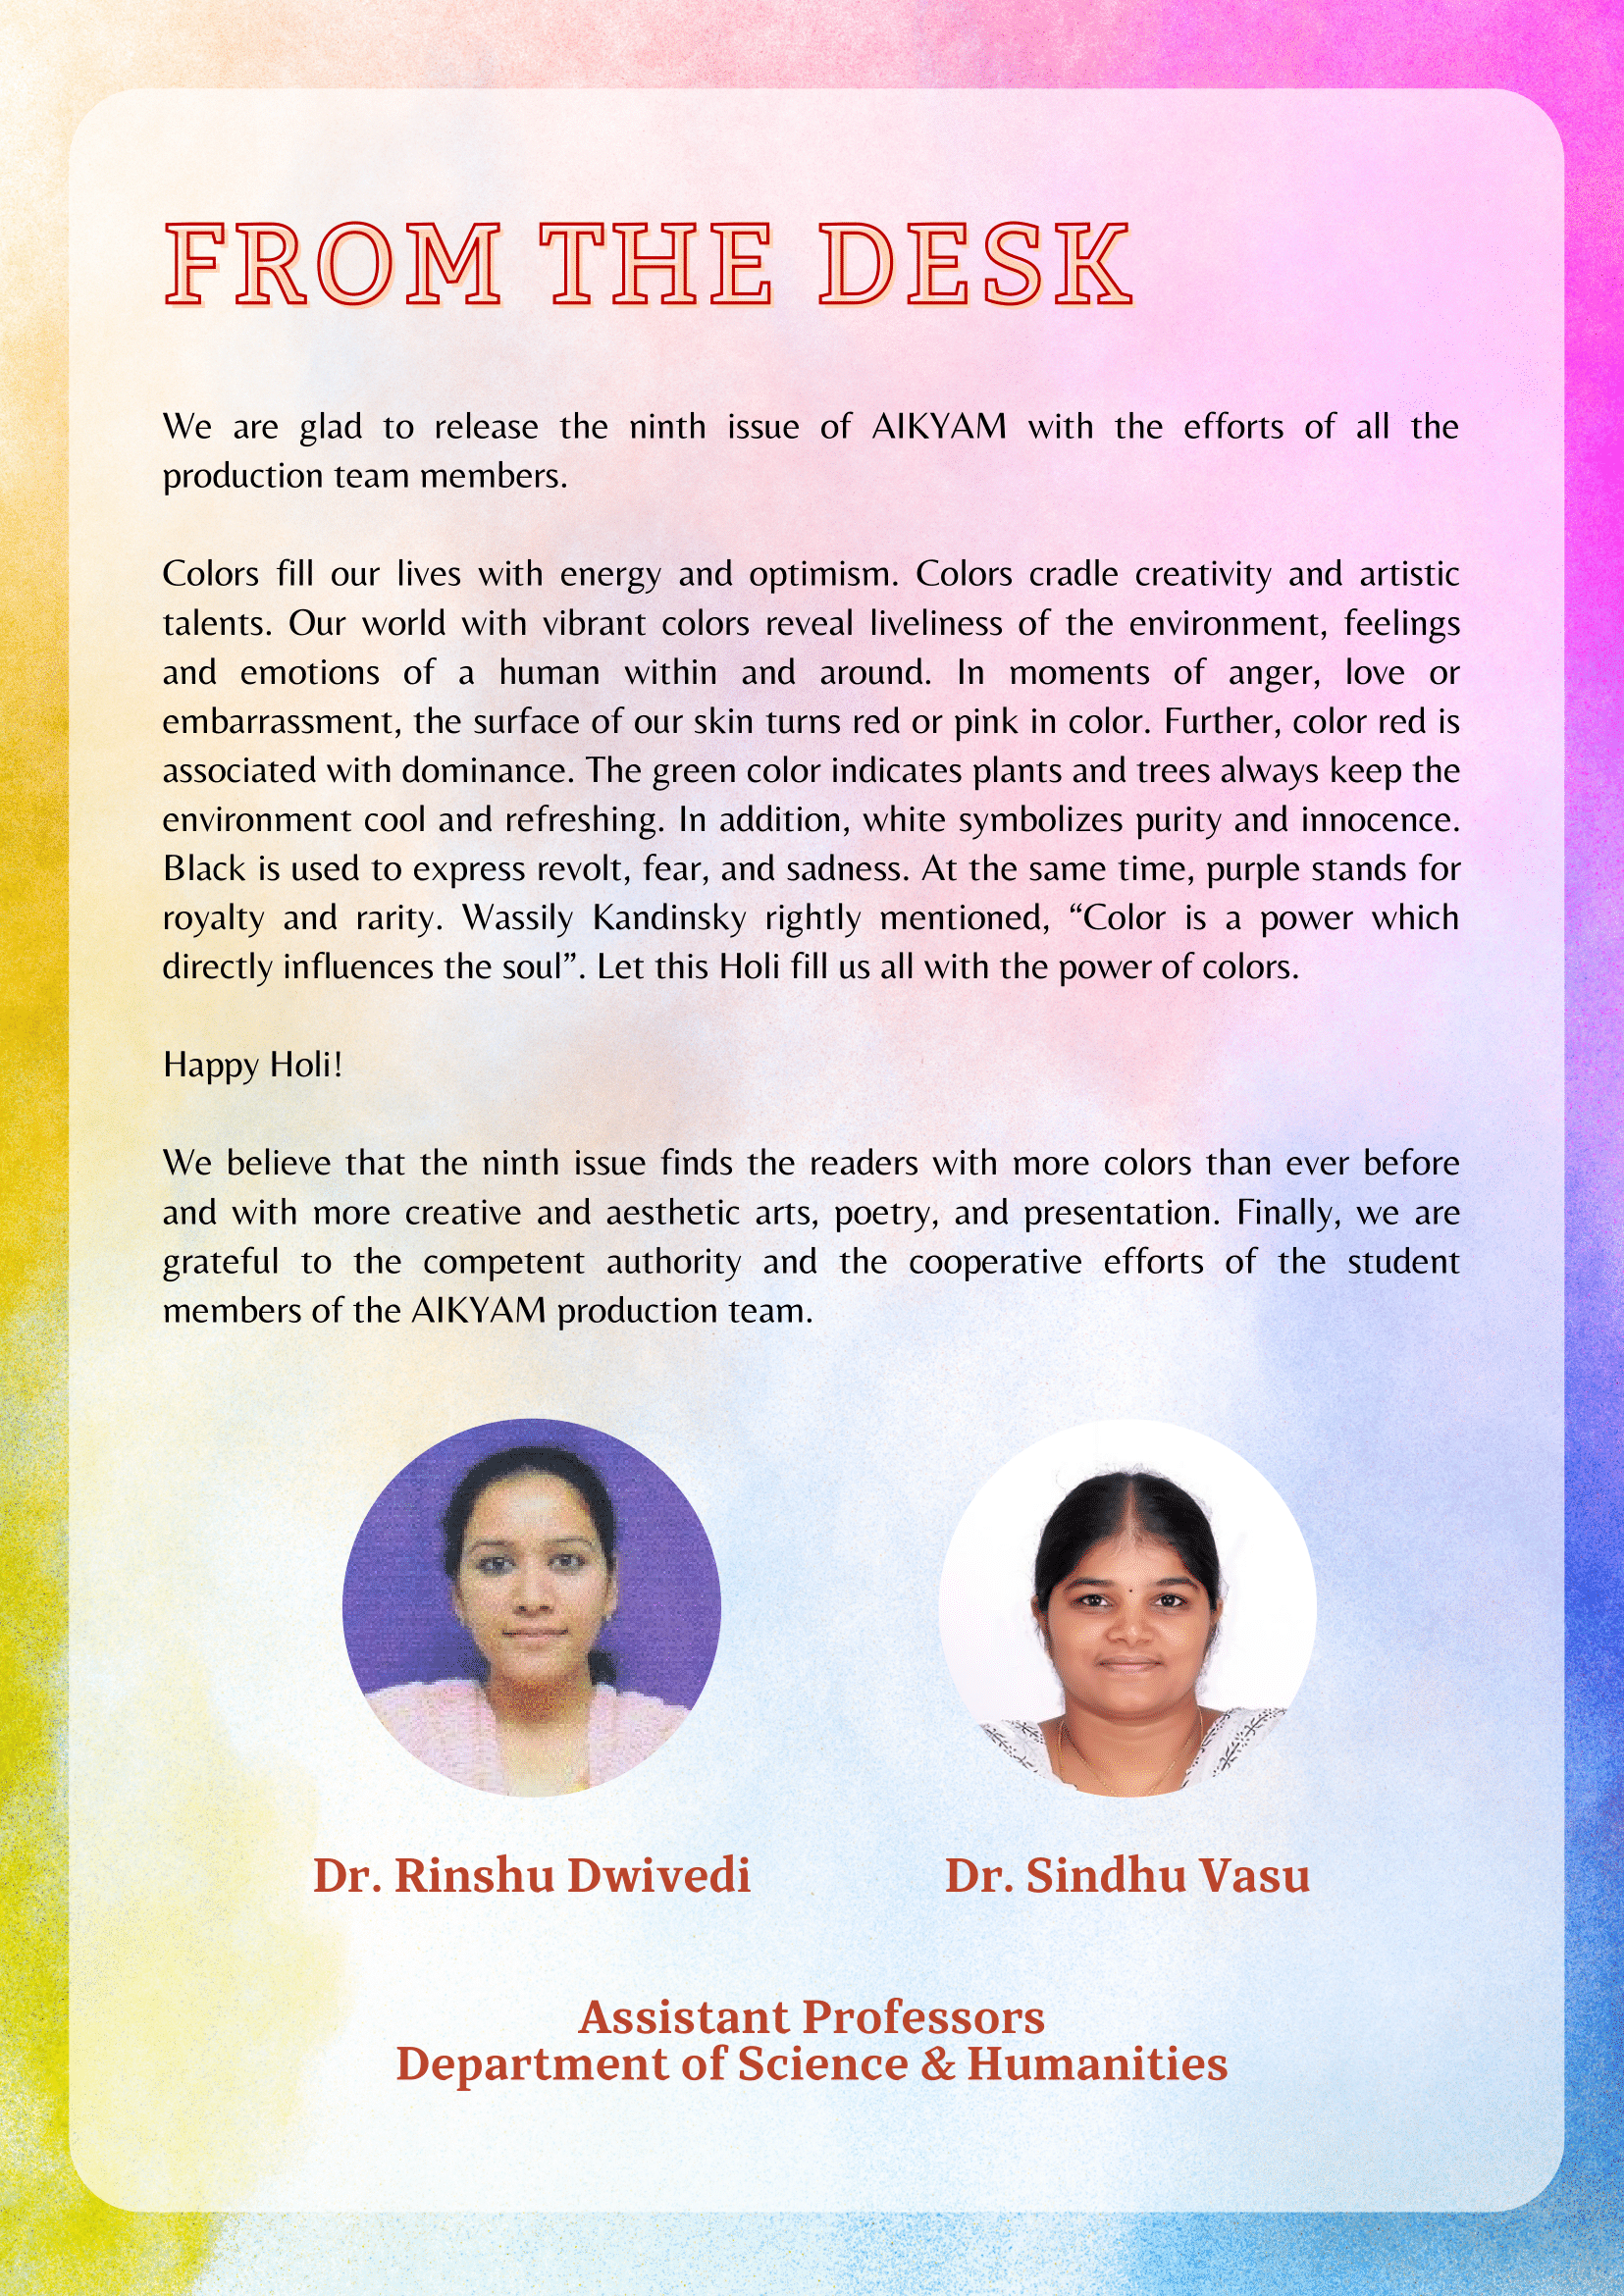 FROM THE DESK
We are glad to release the ninth issue of AIKYAM with the efforts of all the
production team members.
Colors fill our lives with energy and optimism. Colors cradle creativity and artistic
talents. Our world with vibrant colors reveal liveliness of the environment, feelings
and emotions of a human within and around. In moments of anger, love or
embarrassment, the surface of our skin turns red or pink in color. Further, color red is
associated with dominance. The green color indicates plants and trees always keep the
environment cool and refreshing. In addition, white symbolizes purity and innocence.
Black is used to express revolt, fear, and sadness. At the same time, purple stands for
royalty and rarity. Wassily Kandinsky rightly mentioned, “Color is a power which
directly influences the soul”. Let this Holi fill us all with the power of colors.
Happy Holi!
We believe that the ninth issue finds the readers with more colors than ever before
and with more creative and aesthetic arts, poetry, and presentation. Finally, we are
grateful to the competent authority and the cooperative efforts of the student
members of the AIKYAM production team.
Dr. Rinshu Dwivedi
Dr. Sindhu Vasu
Assistant Professors
Department of Science & Humanities